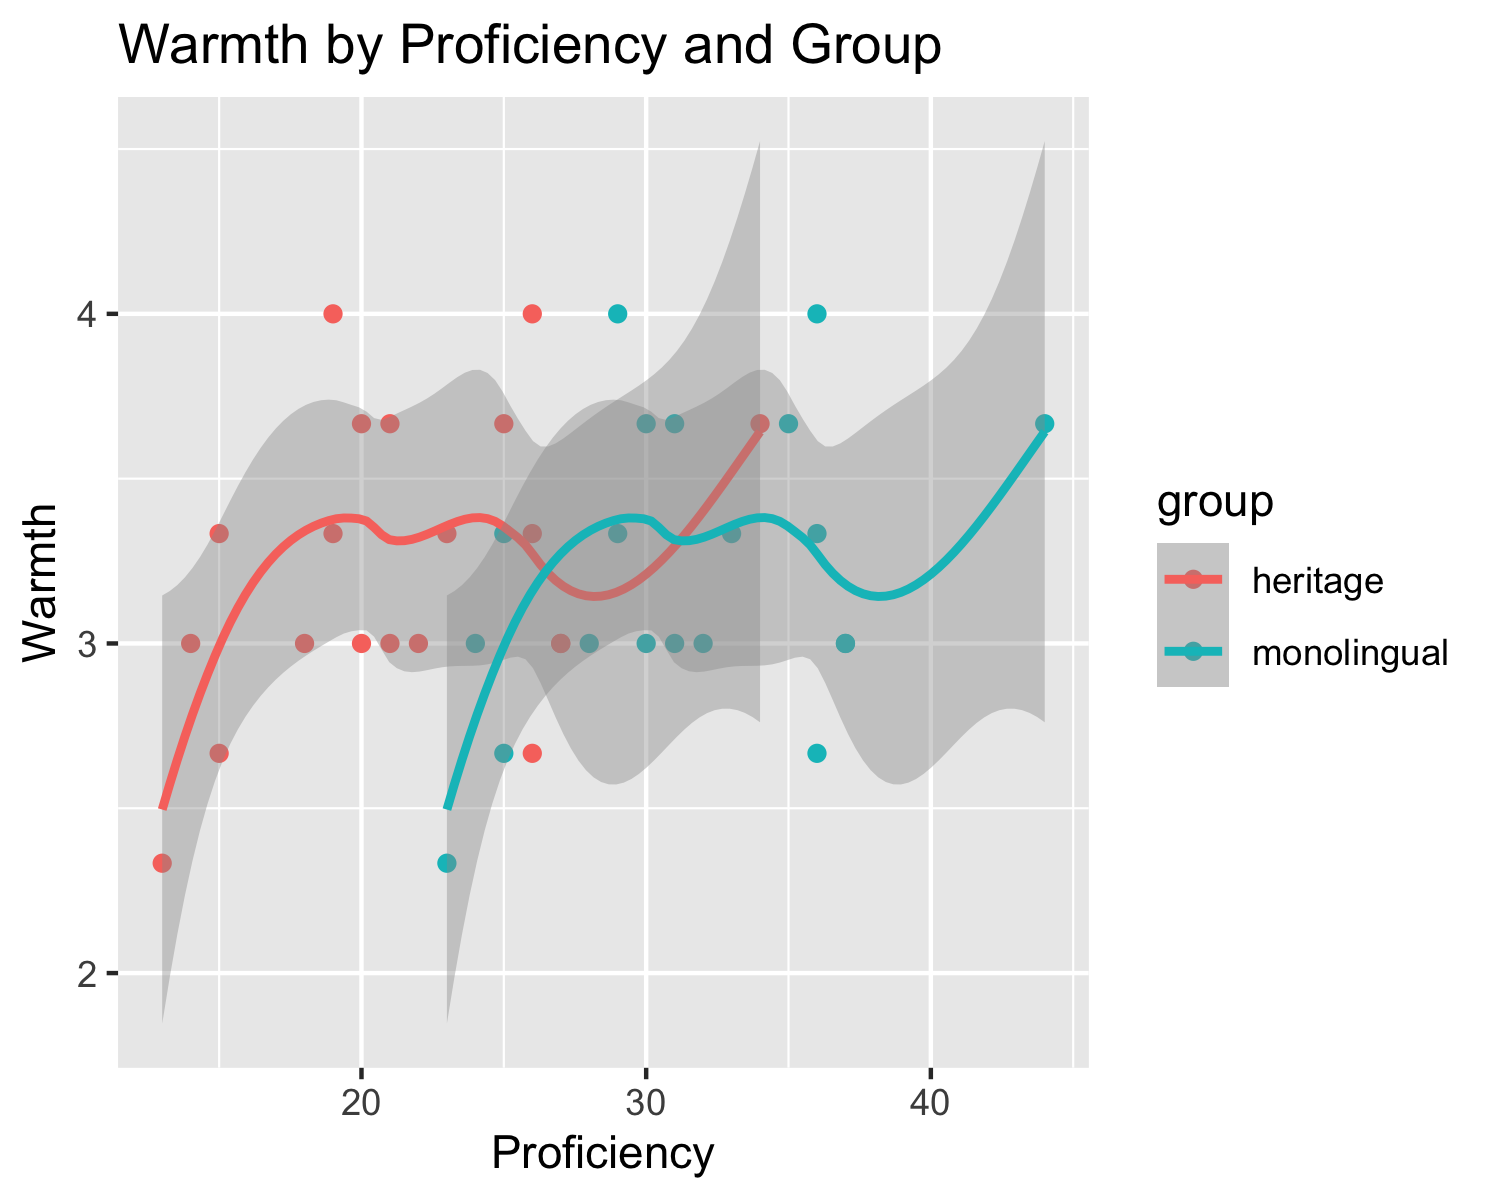 Warmth by Proficiency and Group
Warmth
4
3
2
20 30 40
Proficiency
group
heritage
monolingual